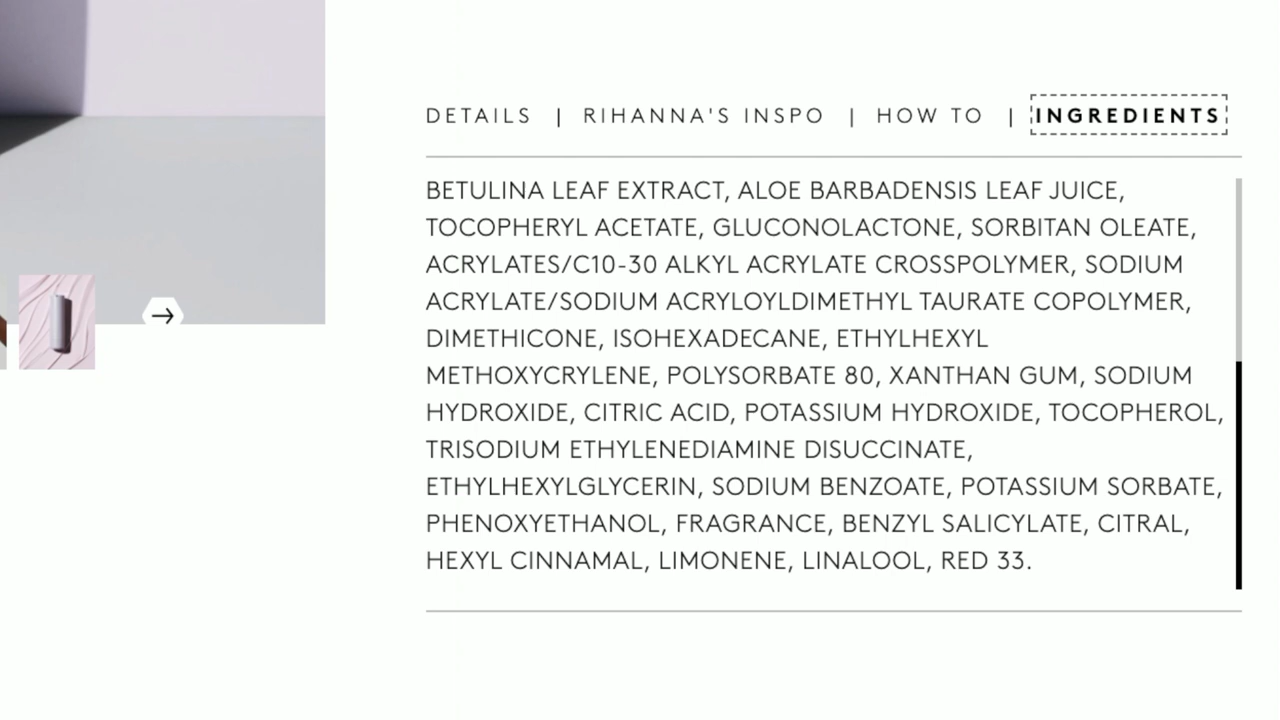 DETAILS | RIHANNA'S INSPO | HOW TO | INGREDIENTS
BETULINA LEAF EXTRACT, ALOE BARBADENSIS LEAF JUICE,
TOCOPHERYL ACETATE, GLUCONOLACTONE, SORBITAN OLEATE,
ACRYLATES/C10-30 ALKYL ACRYLATE CROSSPOLYMER, SODIUM
ACRYLATE/SODIUM ACRYLOYLDIMETHYL TAURATE COPOLYMER,
DIMETHICONE, ISOHEXADECANE, ETHYLHEXYL
METHOXYCRYLENE, POLYSORBATE 80, XANTHAN GUM, SODIUM
HYDROXIDE, CITRIC ACID, POTASSIUM HYDROXIDE, TOCOPHEROL,
TRISODIUM ETHYLENEDIAMINE DISUCCINATE,
ETHYLHEXYLGLYCERIN, SODIUM BENZOATE, POTASSIUM SORBATE,
PHENOXYETHANOL, FRAGRANCE, BENZYL SALICYLATE, CITRAL,
HEXYL CINNAMAL, LIMONENE, LINALOOL, RED 33.